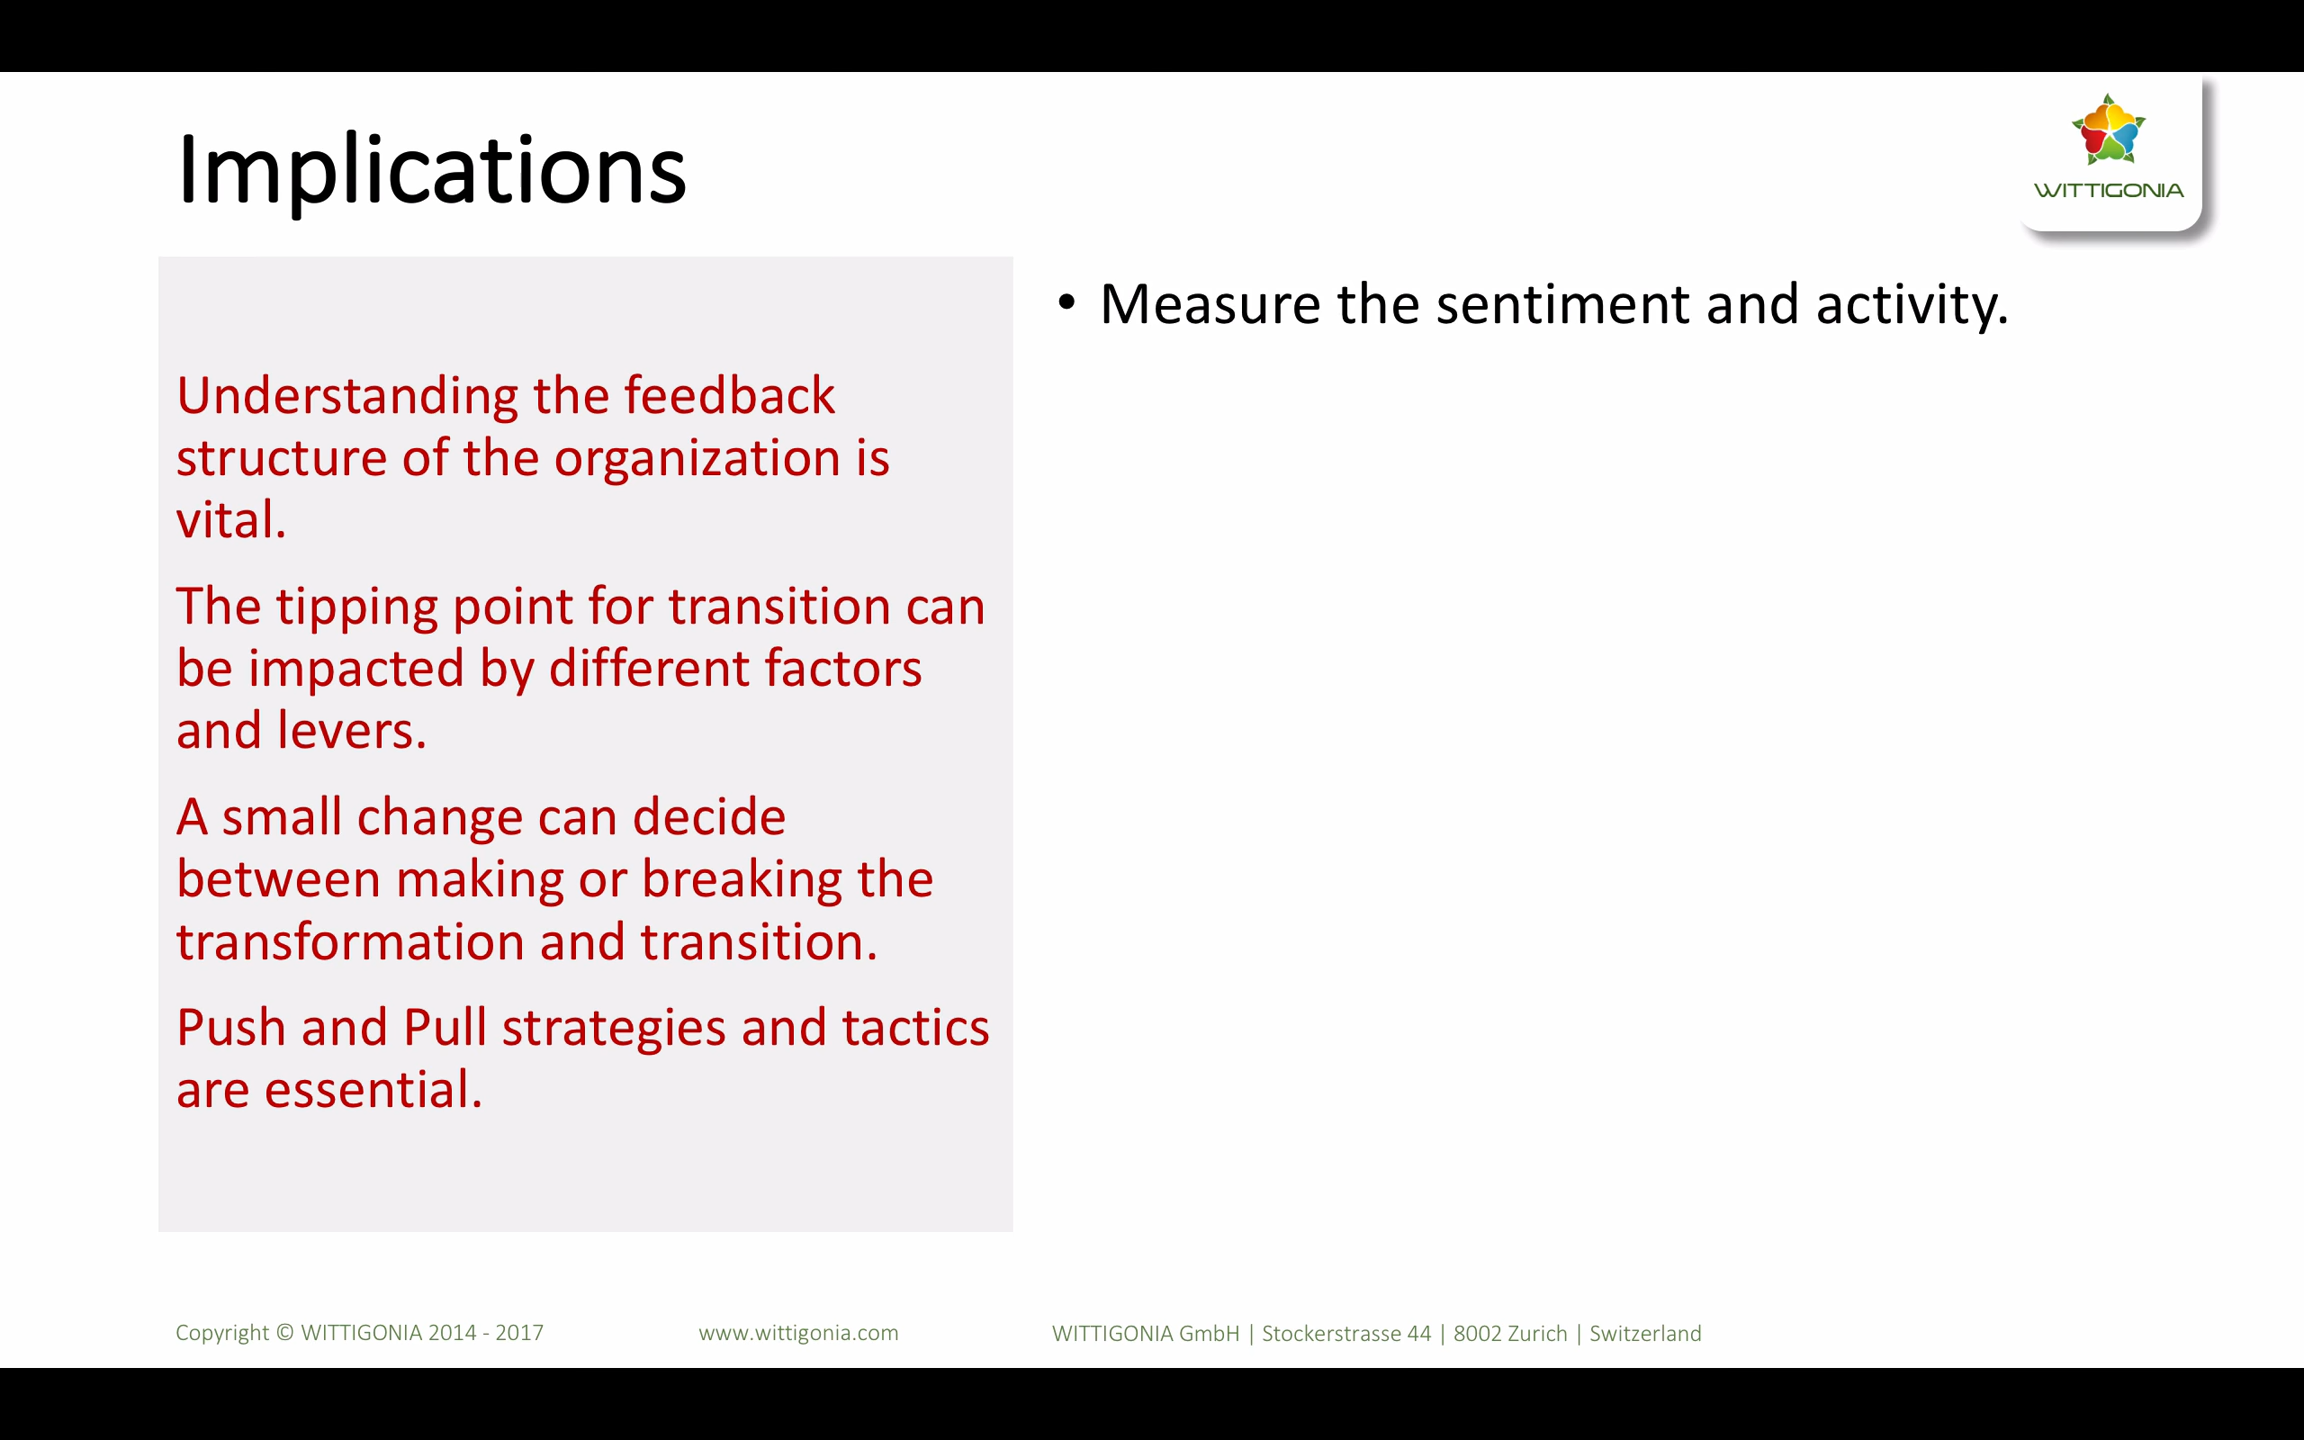 Implications
WITTIGONIA
Understanding the feedback
structure of the organization is
vital.
The tipping point for transition can
be impacted by different factors
and levers.
A small change can decide
between making or breaking the
transformation and transition.
Push and Pull strategies and tactics
are essential.
• Measure the sentiment and activity.
Copyright © WITTIGONIA 2014 - 2017
www.wittigonia.com
WITTIGONIA GmbH | Stockerstrasse 44 | 8002 Zurich | Switzerland